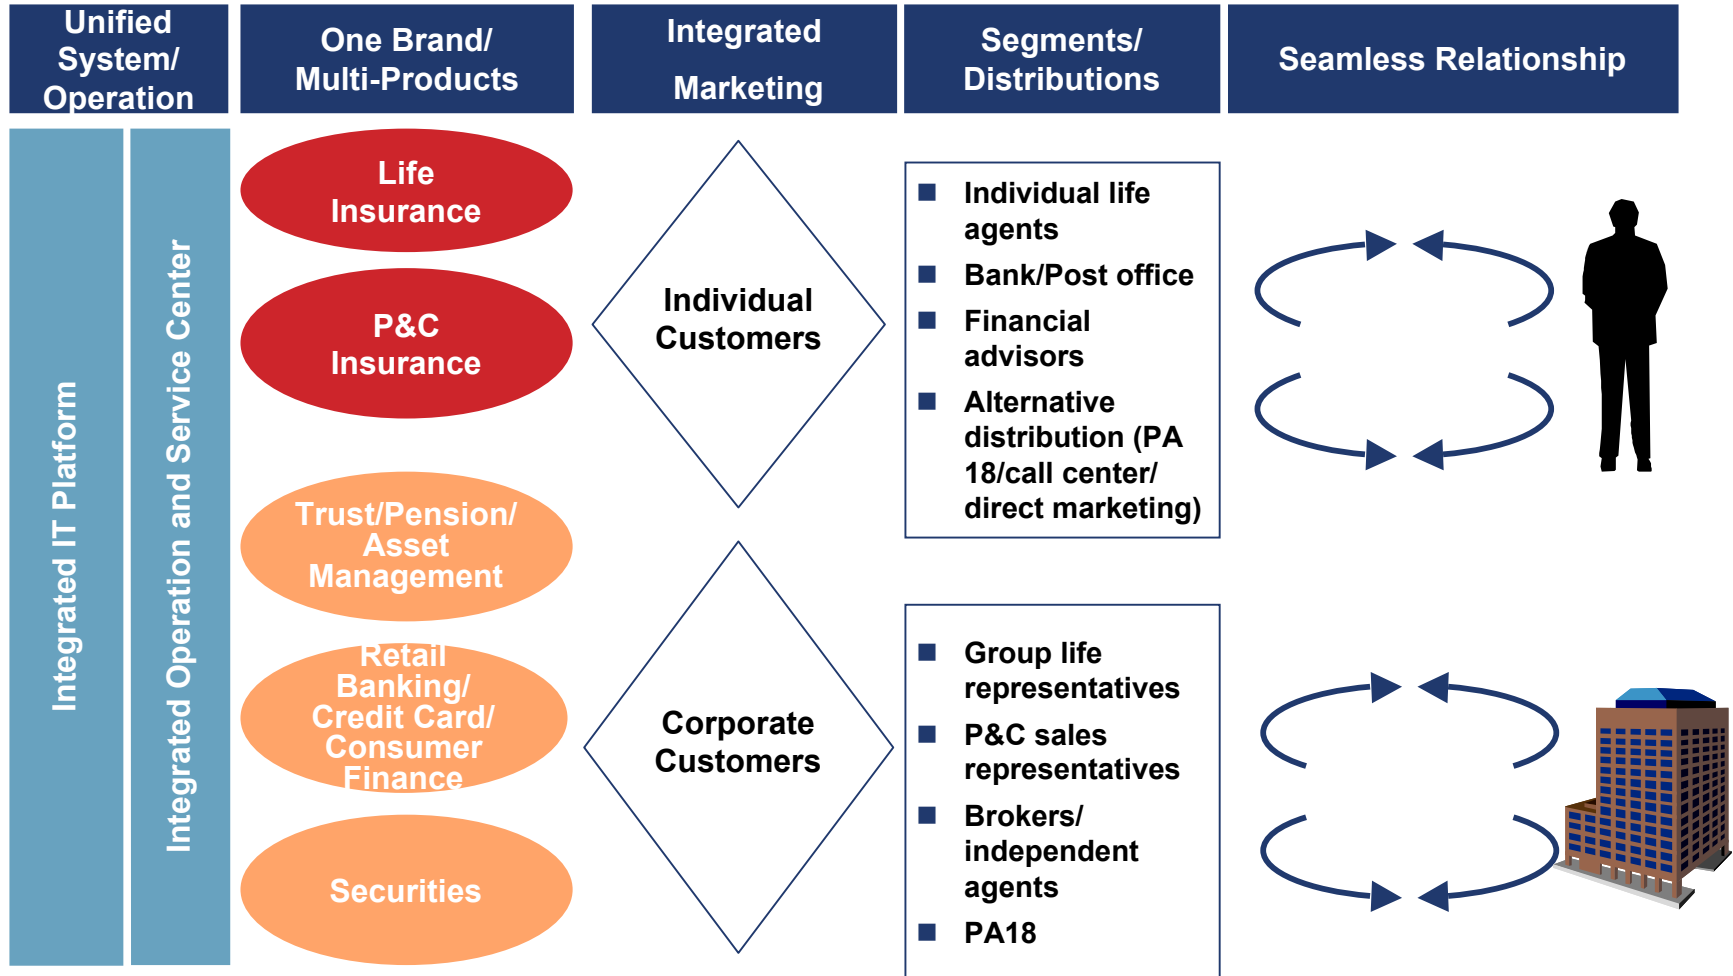 Unified
System/
Operation
One Brand/
Multi-Products
Integrated
Marketing
Segments/
Distributions
Seamless Relationship
Integrated IT Platform
Integrated Operation and Service Center
Life
Insurance
P&C
Insurance
Trust/Pension/
Asset
Management
Retail
Banking/
Credit Card/
Consumer
Finance
Securities
Individual
Customers
Corporate
Customers
Individual life
agents
Bank/Post office
Financial
advisors
Alternative
distribution (PA
18/call center/
direct marketing)
Group life
representatives
P&C sales
representatives
Brokers/
independent
agents
PA18